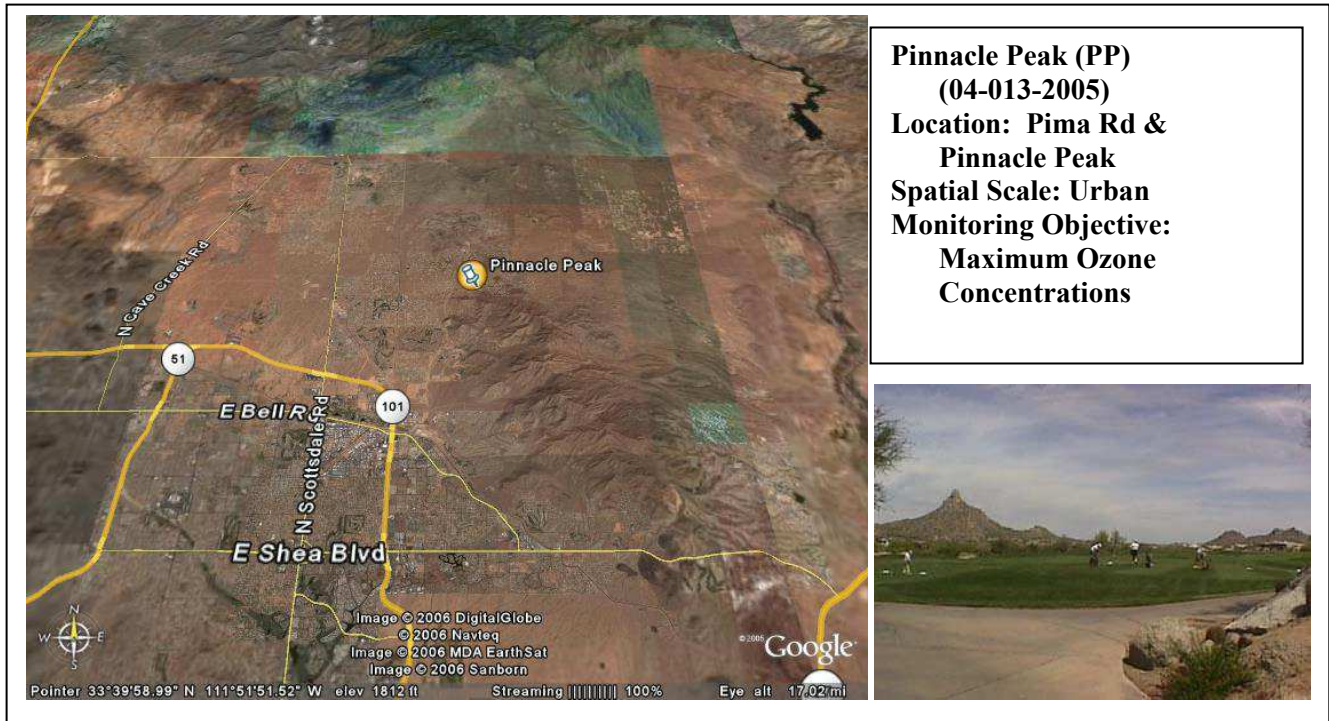 Pinnacle Peak (PP)
(04-013-2005)
Location: Pima Rd &
Pinnacle Peak
Spatial Scale: Urban
Monitoring Objective:
Maximum Ozone
Concentrations
N Cave Creek Rd
Pinnacle Peak
51
E Bell R
101
N Scottsdale Rd
E Shea Blvd
N
W E
S
Image © 2006 DigitalGlobe
© 2006 Navteq
Image © 2006 MDA EarthSat
Image © 2006 Sanborn
© 2005 Google
Pointer 33°39'58.99" N 111°51'51.52" W elev 1812 ft Streaming |||||||||| 100% Eye alt 17.02 mi